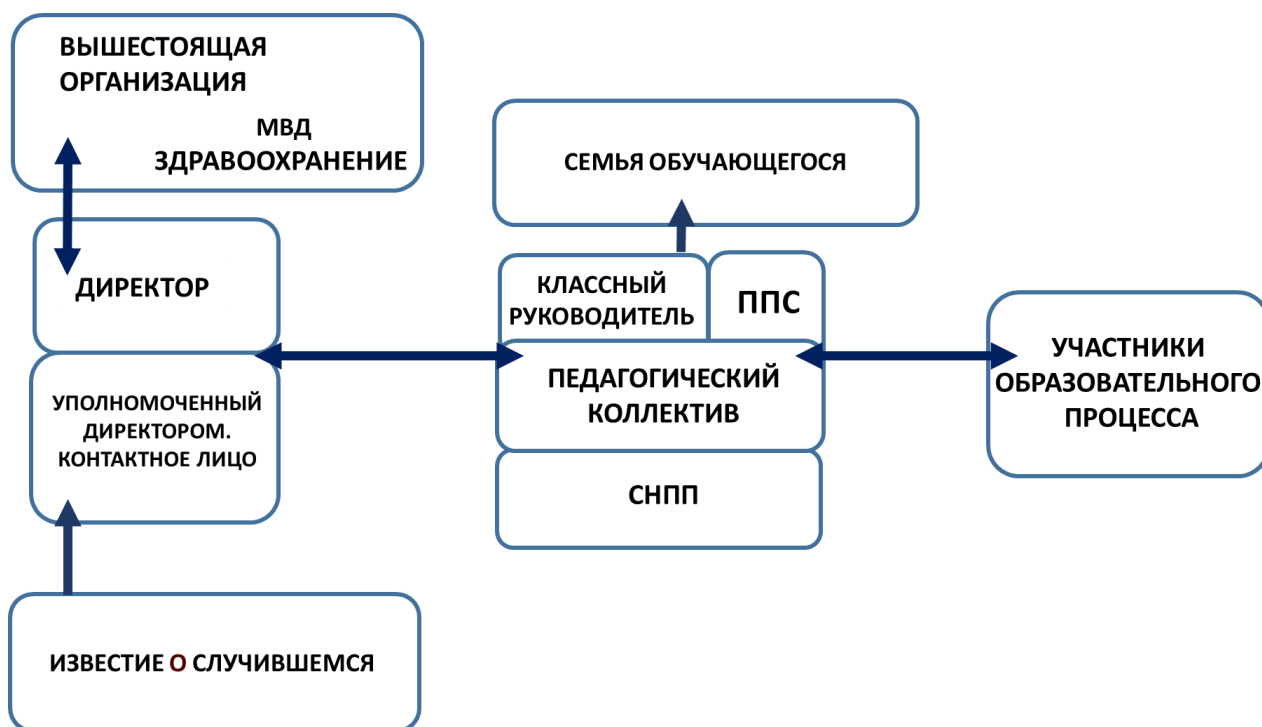 ВЫШЕСТОЯЩАЯ
ОРГАНИЗАЦИЯ
МВД
ЗДРАВООХРАНЕНИЕ
СЕМЬЯ ОБУЧАЮЩЕГОСЯ
ДИРЕКТОР
КЛАССНЫЙ
РУКОВОДИТЕЛЬ
ППС
ПЕДАГОГИЧЕСКИЙ
КОЛЛЕКТИВ
УЧАСТНИКИ
ОБРАЗОВАТЕЛЬНОГО
ПРОЦЕССА
УПОЛНОМОЧЕННЫЙ
ДИРЕКТОРОМ.
КОНТАКТНОЕ ЛИЦО
СНПП
ИЗВЕСТИЕ О СЛУЧИВШЕМСЯ